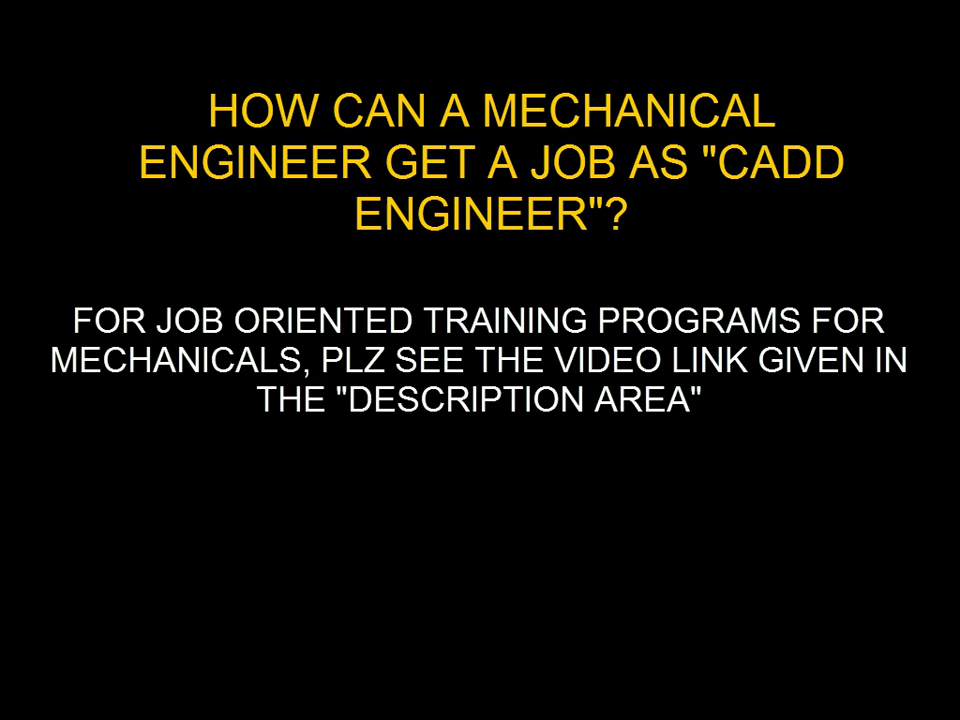 HOW CAN A MECHANICAL
ENGINEER GET A JOB AS "CADD
ENGINEER"?
FOR JOB ORIENTED TRAINING PROGRAMS FOR
MECHANICALS, PLZ SEE THE VIDEO LINK GIVEN IN
THE "DESCRIPTION AREA"